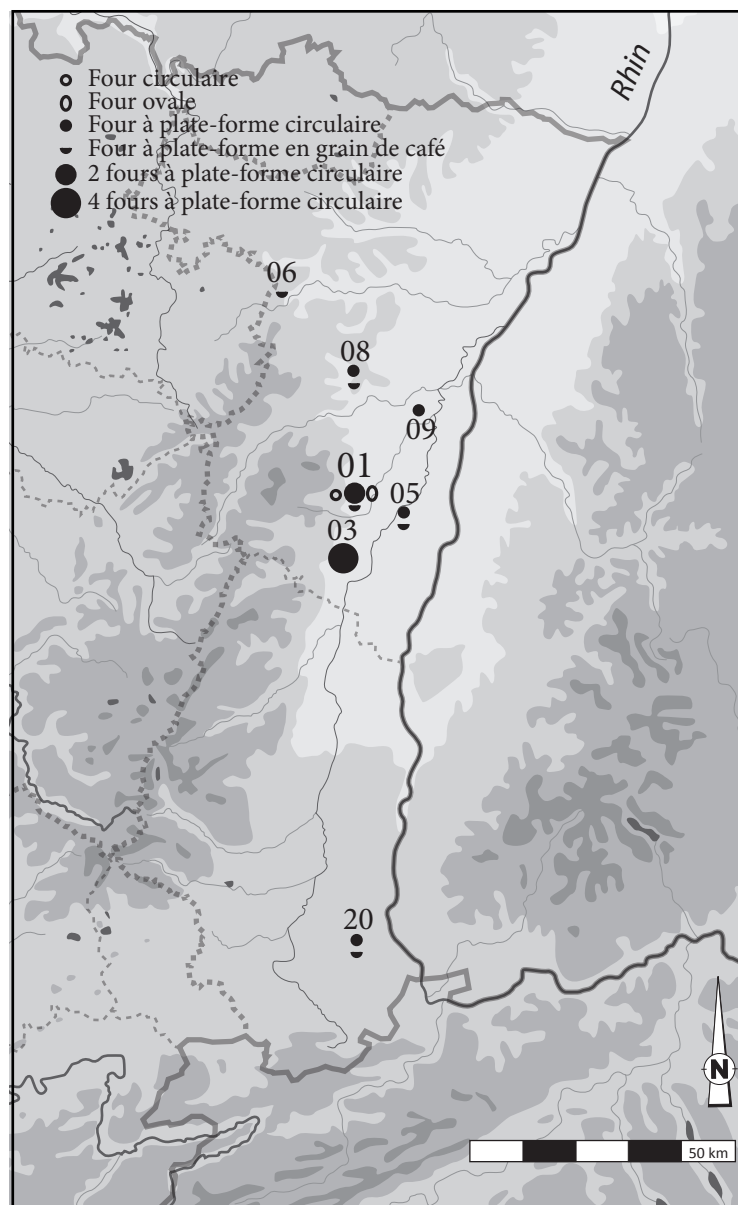 Rhin
Four circulaire
Four ovale
Four à plate-forme circulaire
Four à plate-forme en grain de café
2 fours à plate-forme circulaire
4 fours à plate-forme circulaire
06
08
09
01
05
03
20
N
50 km